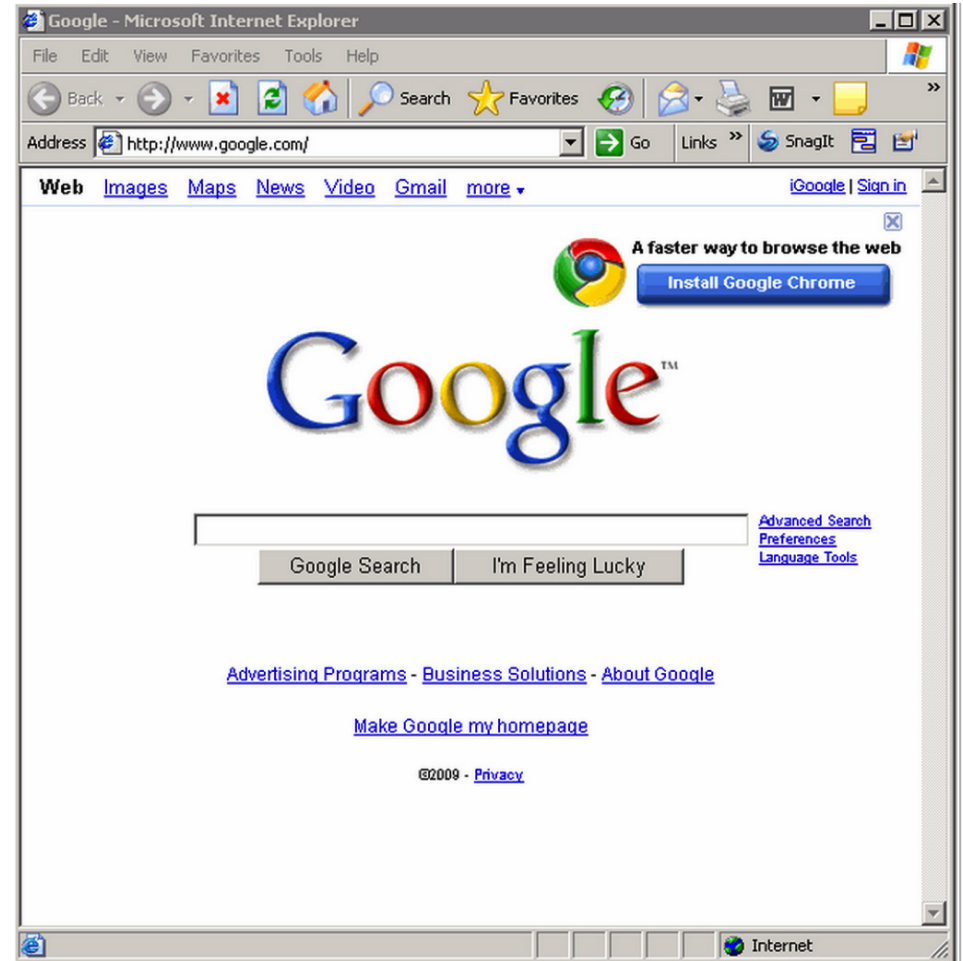 Google - Microsoft Internet Explorer
File Edit View Favorites Tools Help
Back Search Favorites W »
Address http://www.google.com/ Go Links » SnagIt
Web Images Maps News Video Gmail more iGoogle | Sign in
A faster way to browse the web
Install Google Chrome
Google™
Advanced Search
Preferences
Language Tools
Google Search I'm Feeling Lucky
Advertising Programs - Business Solutions - About Google
Make Google my homepage
©2009 - Privacy
Internet